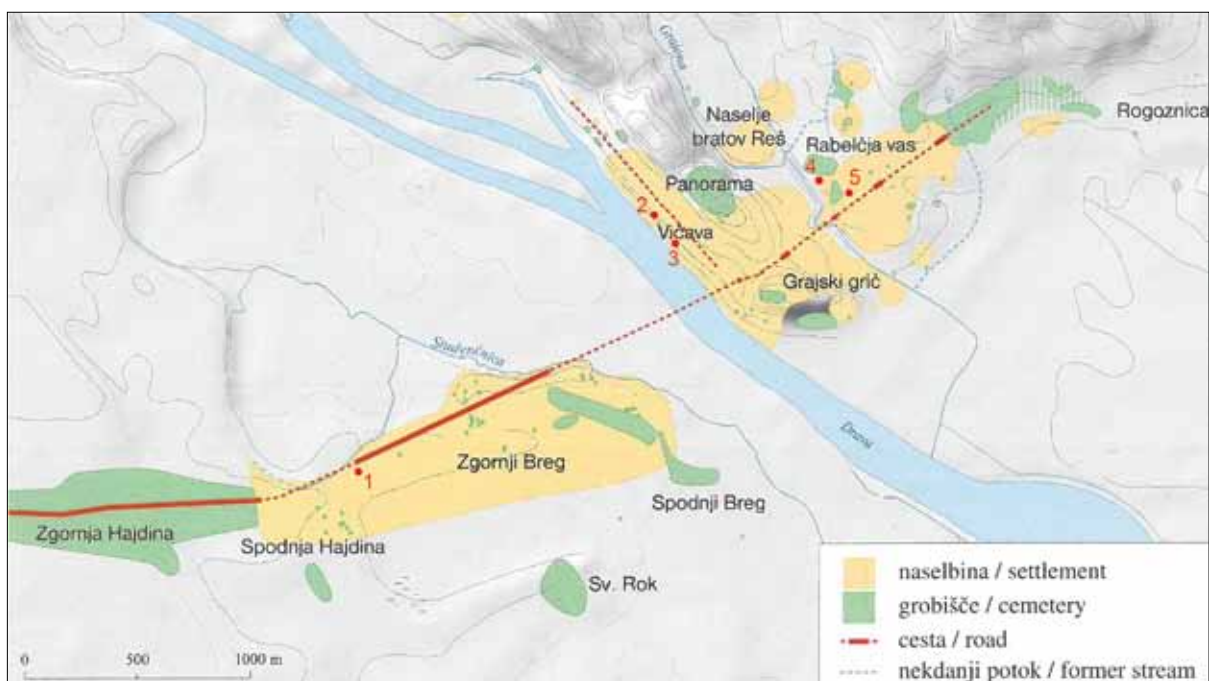 Grajena
Naselje
bratov Reš
Rogoznica
Rabelčja vas
4
5
Panorama
2
Vičava
3
Grajski grič
Studenčnica
Drava
1
Zgornji Breg
Spodnji Breg
Zgornja Hajdina
Spodnja Hajdina
Sv. Rok
naselbina / settlement
grobišče / cemetery
cesta / road
nekdanji potok / former stream
0 500 1000 m